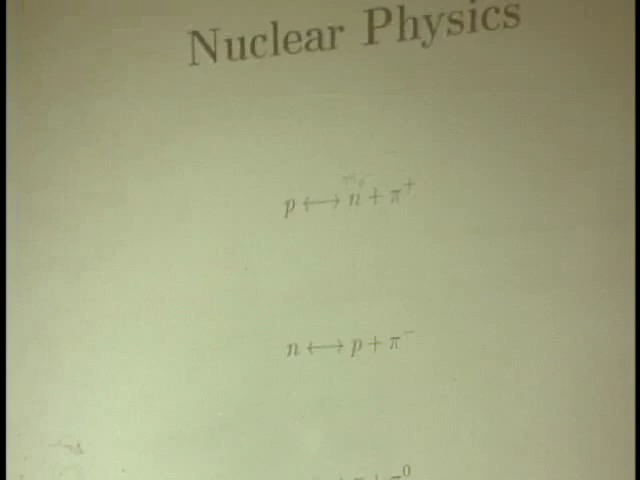 Nuclear Physics
p ⟷ n + π⁺
n ⟷ p + π⁻